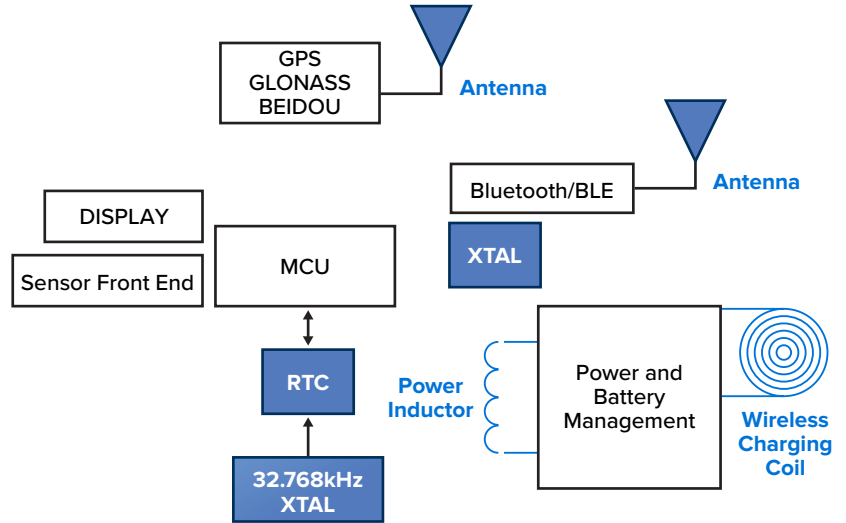 GPS
GLONASS
BEIDOU
Antenna
Bluetooth/BLE
Antenna
DISPLAY
Sensor Front End
MCU
XTAL
RTC
Power
Inductor
Power and
Battery
Management
Wireless
Charging
Coil
32.768kHz
XTAL